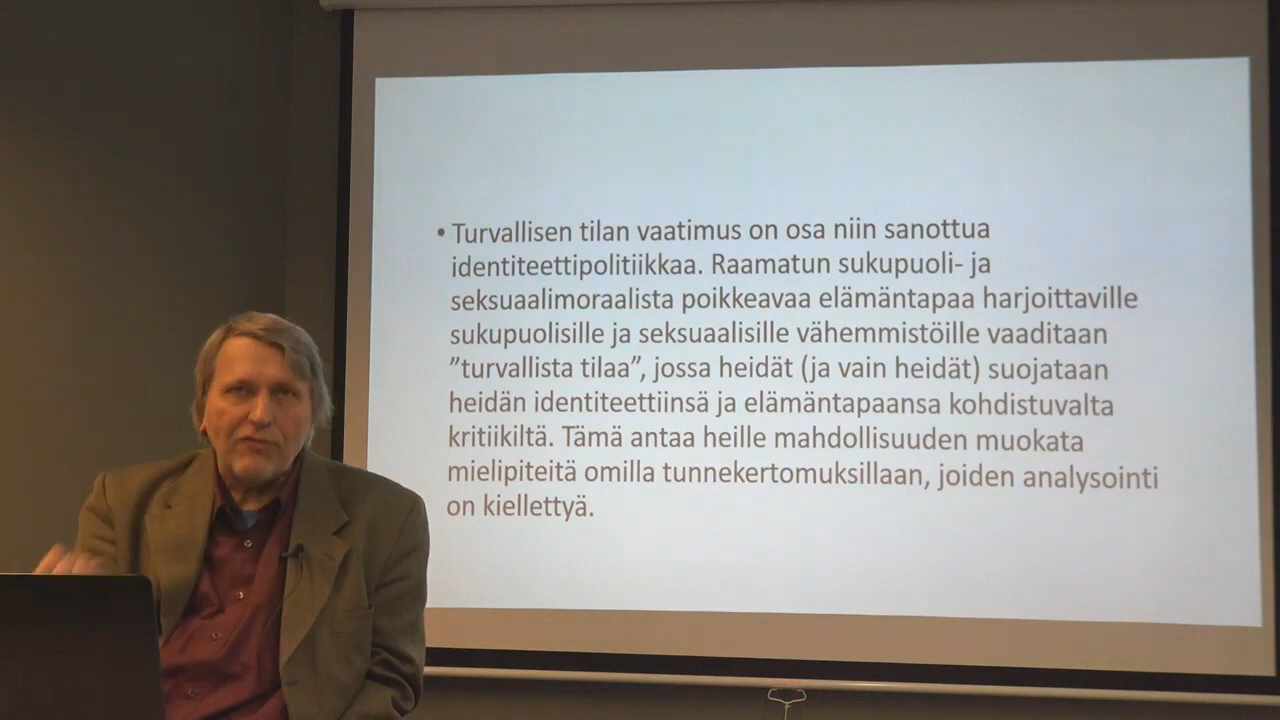 • Turvallisen tilan vaatimus on osa niin sanottua
identiteettipolitiikkaa. Raamatun sukupuoli- ja
seksuaalimoraalista poikkeavaa elämäntapaa harjoittaville
sukupuolisille ja seksuaalisille vähemmistöille vaaditaan
”turvallista tilaa”, jossa heidät (ja vain heidät) suojataan
heidän identiteettiinsä ja elämäntapaansa kohdistuvalta
kritiikiltä. Tämä antaa heille mahdollisuuden muokata
mielipiteitä omilla tunnekertomuksillaan, joiden analysointi
on kiellettyä.